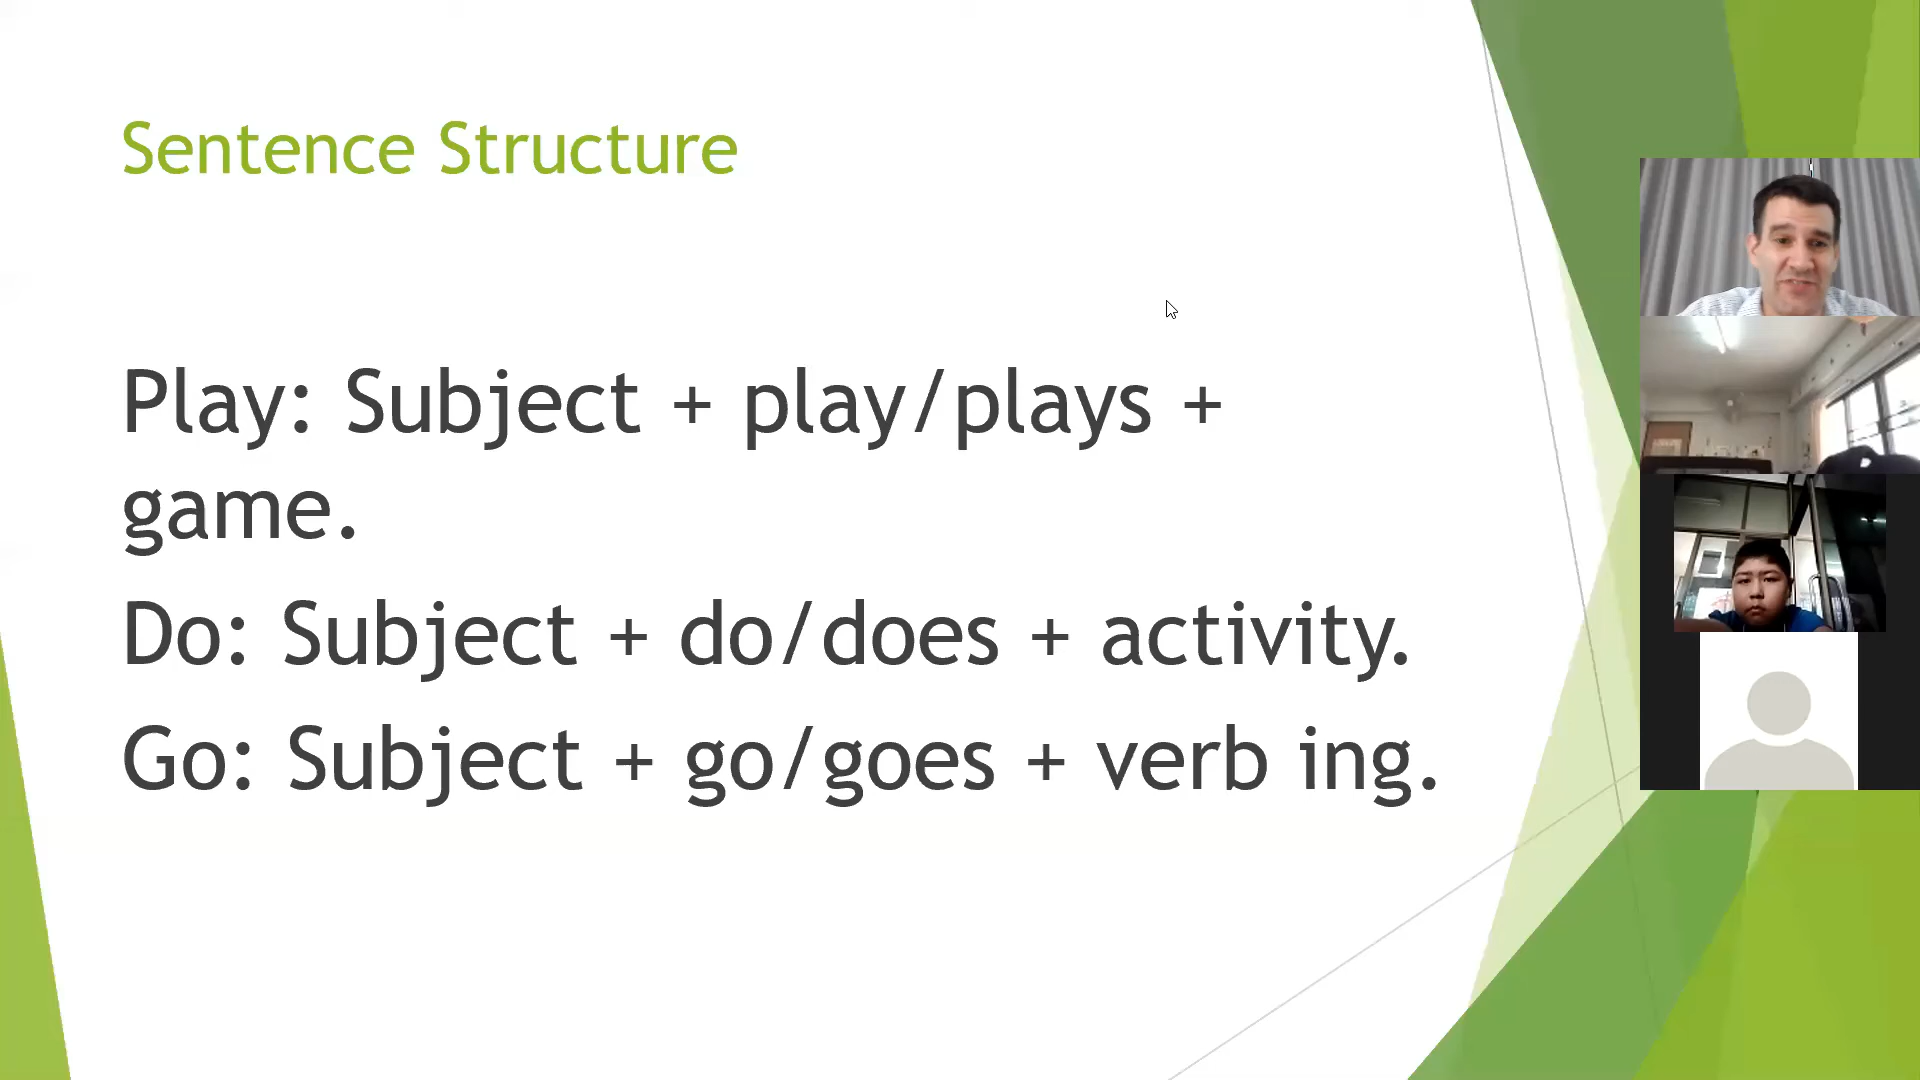 Sentence Structure
Play: Subject + play/plays +
game.
Do: Subject + do/does + activity.
Go: Subject + go/goes + verb ing.